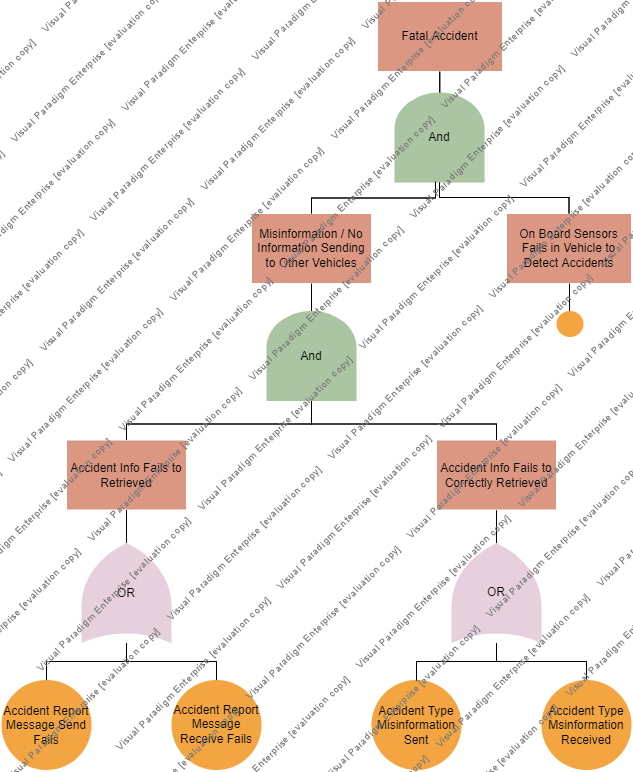 Fatal Accident
And
Misinformation / No
Information Sending
to Other Vehicles
On Board Sensors
Fails in Vehicle to
Detect Accidents
And
Accident Info Fails to
Retrieved
Accident Info Fails to
Correctly Retrieved
OR
OR
Accident Report
Message Send
Fails
Accident Report
Message
Receive Fails
Accident Type
Misinformation
Sent
Accident Type
Msinformation
Received
Visual Paradigm Enterprise [evaluation copy]